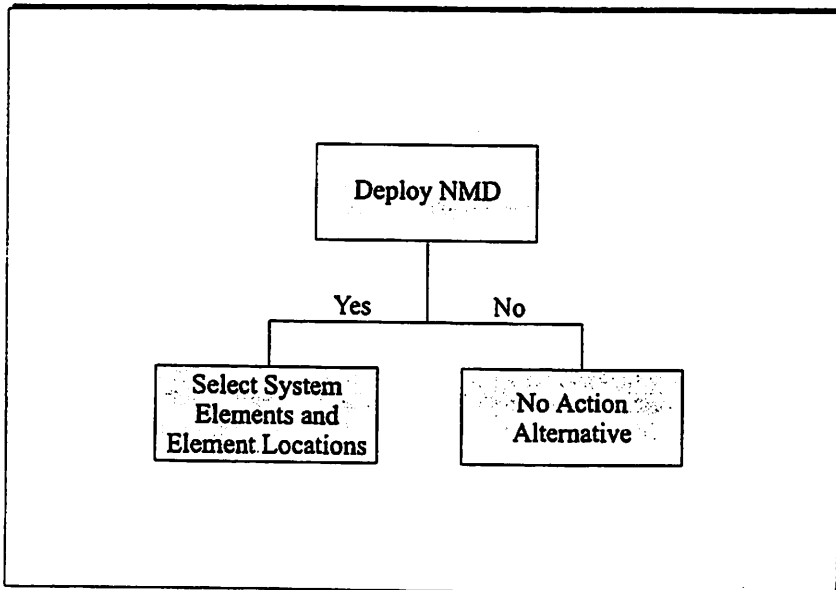 Deploy NMD
Yes
No
Select System
Elements and
Element Locations
No Action
Alternative